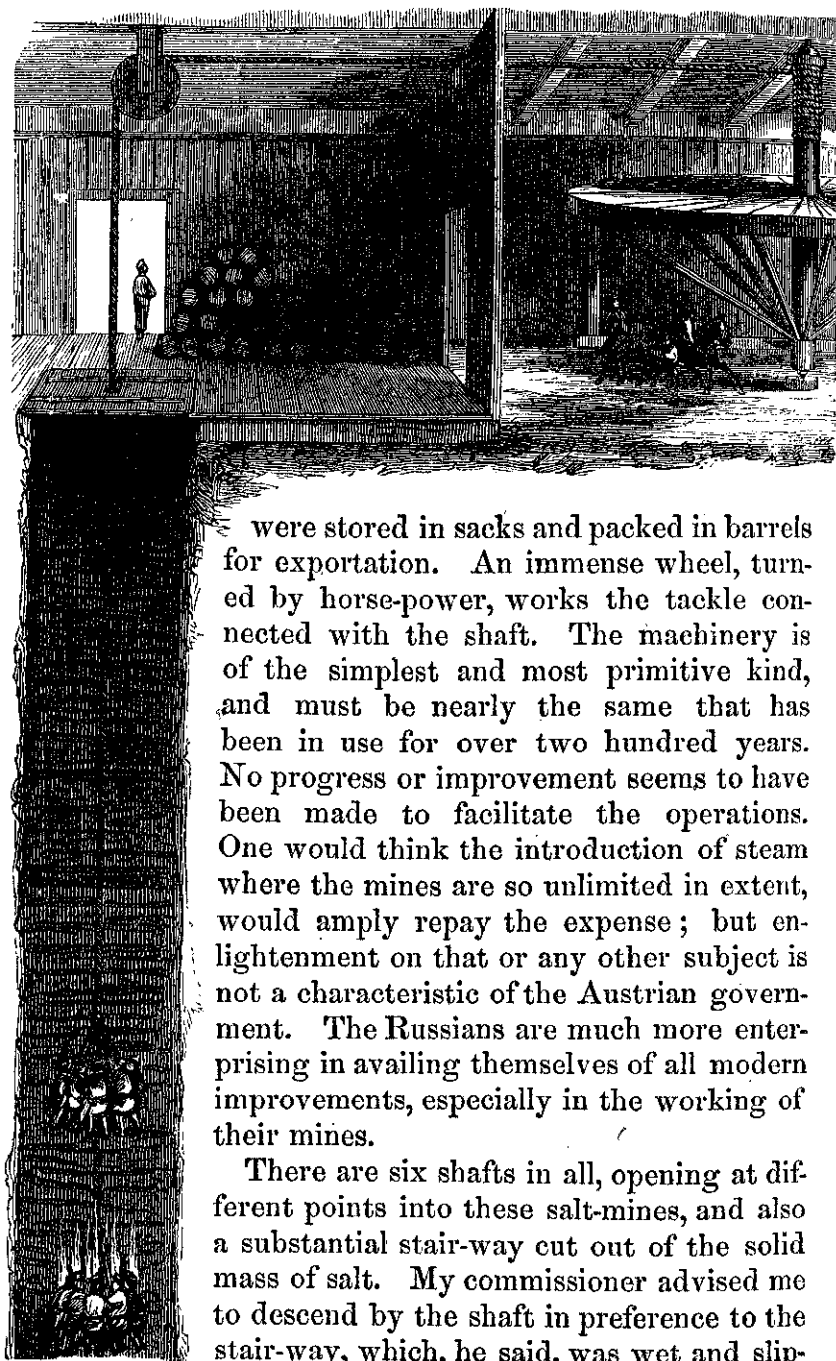 were stored in sacks and packed in barrels
for exportation. An immense wheel, turn-
ed by horse-power, works the tackle con-
nected with the shaft. The machinery is
of the simplest and most primitive kind,
and must be nearly the same that has
been in use for over two hundred years.
No progress or improvement seems to have
been made to facilitate the operations.
One would think the introduction of steam
where the mines are so unlimited in extent,
would amply repay the expense; but en-
lightenment on that or any other subject is
not a characteristic of the Austrian govern-
ment. The Russians are much more enter-
prising in availing themselves of all modern
improvements, especially in the working of
their mines.
There are six shafts in all, opening at dif-
ferent points into these salt-mines, and also
a substantial stair-way cut out of the solid
mass of salt. My commissioner advised me
to descend by the shaft in preference to the
stair-way, which, he said, was wet and slip-